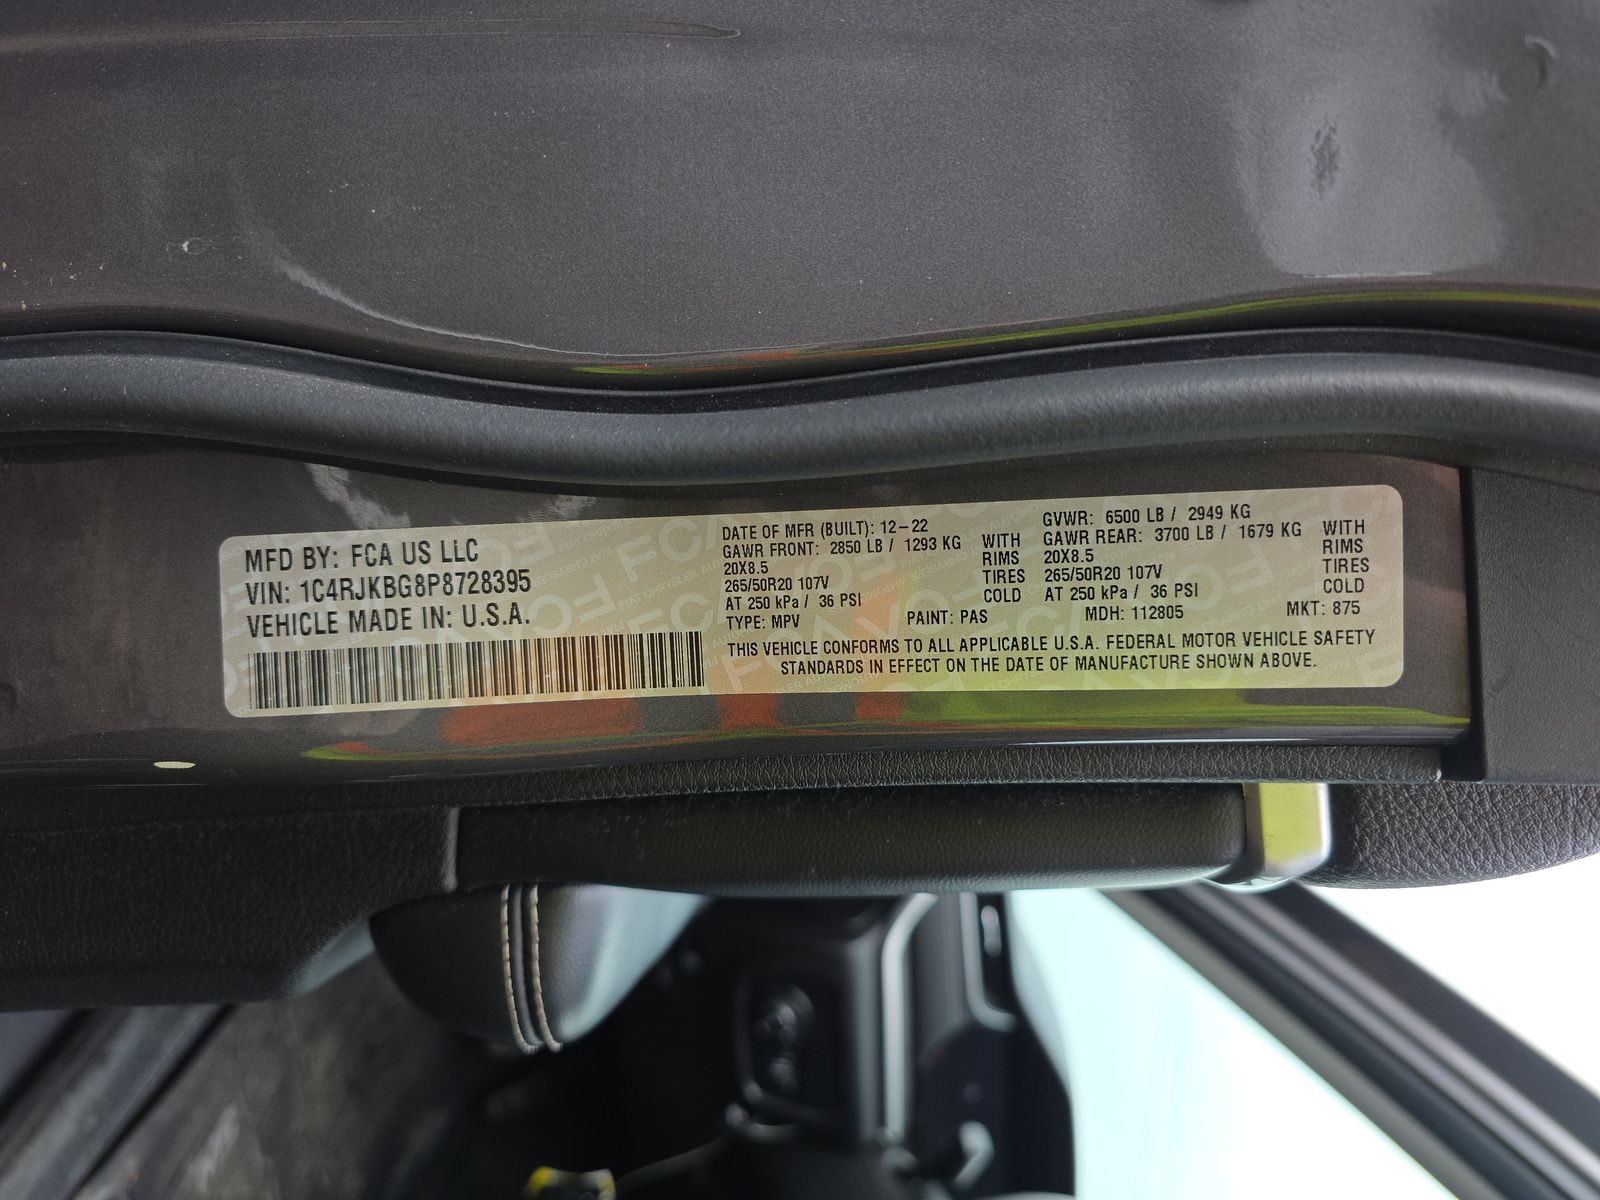 MFD BY: FCA US LLC
VIN: 1C4RJKBG8P8728395
VEHICLE MADE IN: U.S.A.
DATE OF MFR (BUILT): 12-22
GAWR FRONT: 2850 LB / 1293 KG WITH
20X8.5 RIMS
265/50R20 107V TIRES
AT 250 kPa / 36 PSI COLD
GVWR: 6500 LB / 2949 KG
GAWR REAR: 3700 LB / 1679 KG WITH
20X8.5 RIMS
265/50R20 107V TIRES
AT 250 kPa / 36 PSI COLD
TYPE: MPV PAINT: PAS MDH: 112805 MKT: 875
THIS VEHICLE CONFORMS TO ALL APPLICABLE U.S.A. FEDERAL MOTOR VEHICLE SAFETY
STANDARDS IN EFFECT ON THE DATE OF MANUFACTURE SHOWN ABOVE.